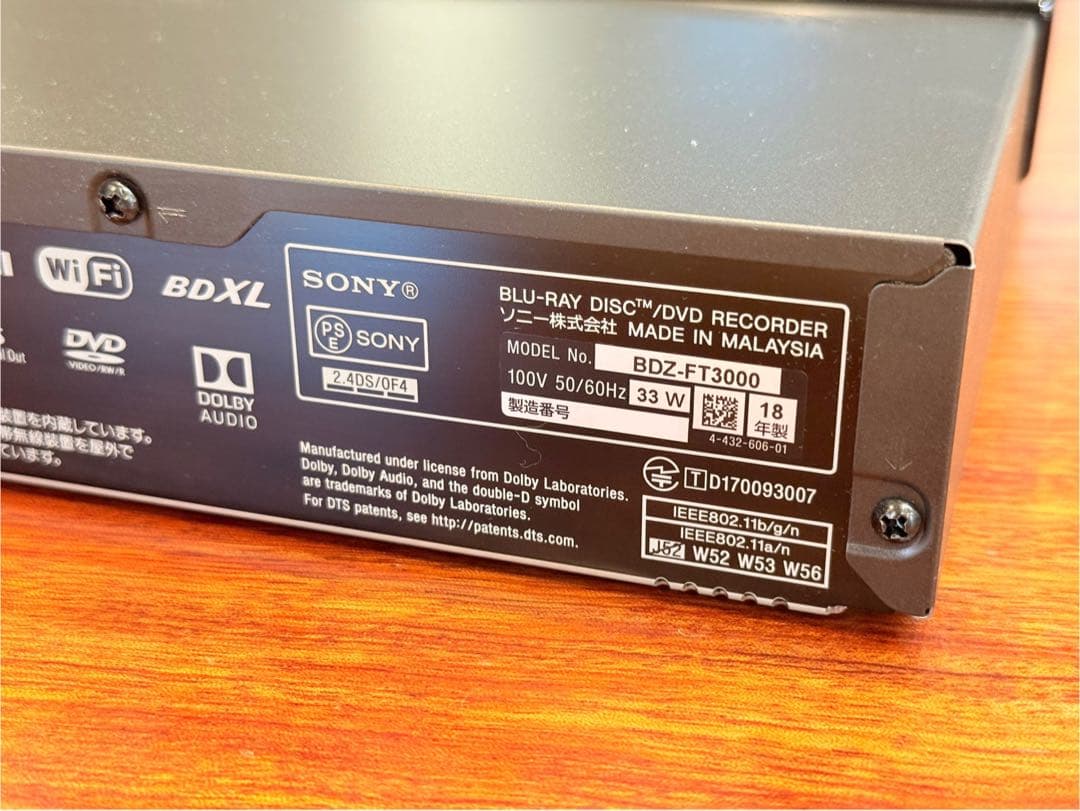 Wi Fi
BDXL
DVD
VIDEO/RW/R
DOLBY
AUDIO
装置を内蔵しています。
帯無線装置を屋外で
ています。
SONY®
PSE SONY
2.4DS/OF4
BLU-RAY DISC™/DVD RECORDER
ソニー株式会社 MADE IN MALAYSIA
MODEL No. BDZ-FT3000
100V 50/60Hz 33 W
製造番号
18
年製
4-432-606-01
Manufactured under license from Dolby Laboratories.
Dolby, Dolby Audio, and the double-D symbol
are trademarks of Dolby Laboratories.
For DTS patents, see http://patents.dts.com.
T D170093007
IEEE802.11b/g/n
IEEE802.11a/n
J52 W52 W53 W56